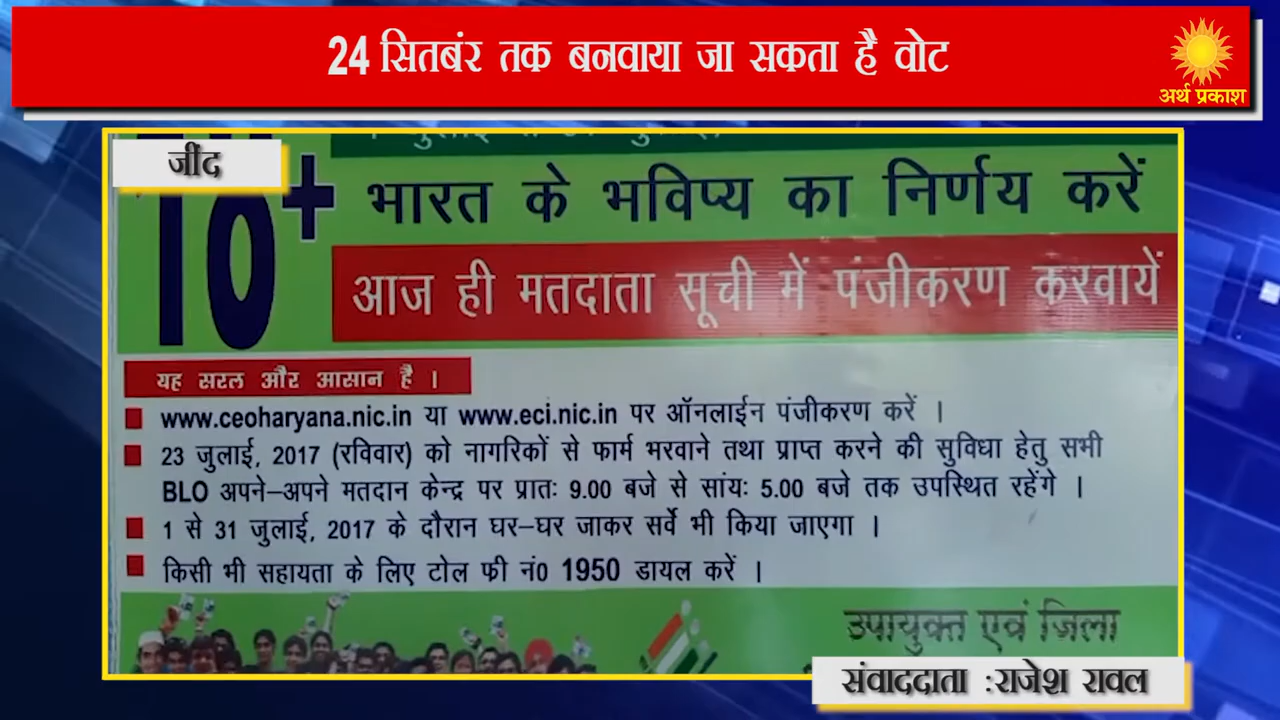 24 सितबंर तक बनवाया जा सकता है वोट
अर्थ प्रकाश
जींद
18+
भारत के भविष्य का निर्णय करें
आज ही मतदाता सूची में पंजीकरण करवायें
यह सरल और आसान है ।
www.ceoharyana.nic.in या www.eci.nic.in पर ऑनलाईन पंजीकरण करें ।
23 जुलाई, 2017 (रविवार) को नागरिकों से फार्म भरवाने तथा प्राप्त करने की सुविधा हेतु सभी
BLO अपने-अपने मतदान केन्द्र पर प्रातः 9.00 बजे से सांयः 5.00 बजे तक उपस्थित रहेंगे ।
1 से 31 जुलाई, 2017 के दौरान घर-घर जाकर सर्वे भी किया जाएगा ।
किसी भी सहायता के लिए टोल फ्री नं0 1950 डायल करें ।
उपायुक्त एवं ज़िला
संवाददाता :राजेश रावल